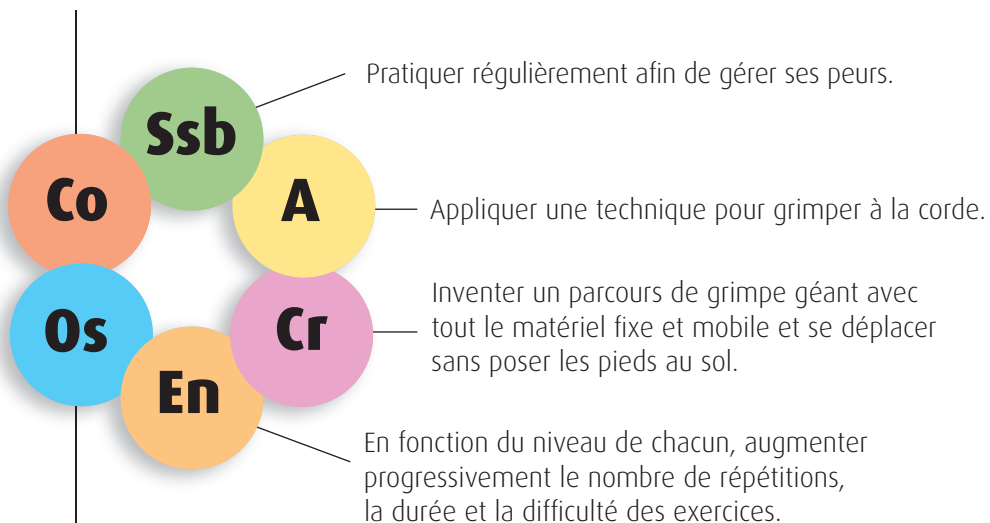 Ssb
Pratiquer régulièrement afin de gérer ses peurs.
Co
A
Appliquer une technique pour grimper à la corde.
Os
Cr
Inventer un parcours de grimpe géant avec
tout le matériel fixe et mobile et se déplacer
sans poser les pieds au sol.
En
En fonction du niveau de chacun, augmenter
progressivement le nombre de répétitions,
la durée et la difficulté des exercices.